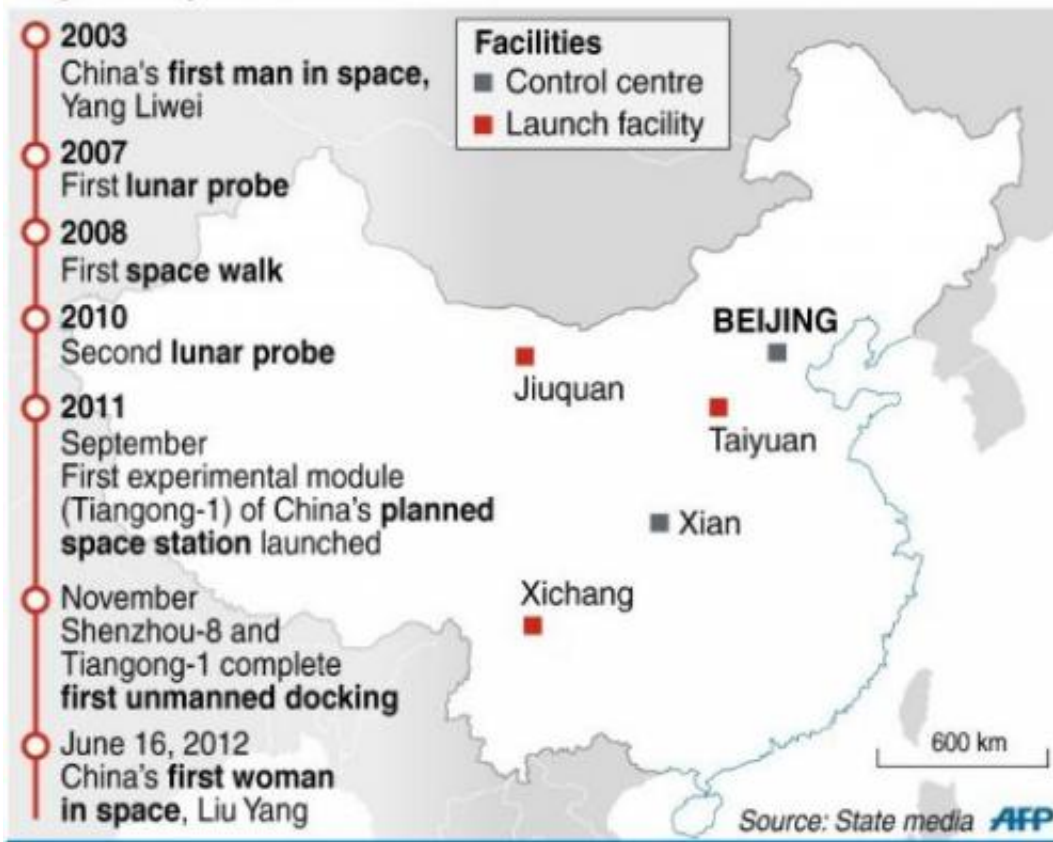 2003
China's first man in space,
Yang Liwei
2007
First lunar probe
2008
First space walk
2010
Second lunar probe
2011
September
First experimental module
(Tiangong-1) of China's planned
space station launched
November
Shenzhou-8 and
Tiangong-1 complete
first unmanned docking
June 16, 2012
China's first woman
in space, Liu Yang
Facilities
Control centre
Launch facility
BEIJING
Jiuquan
Taiyuan
Xian
Xichang
600 km
Source: State media AFP